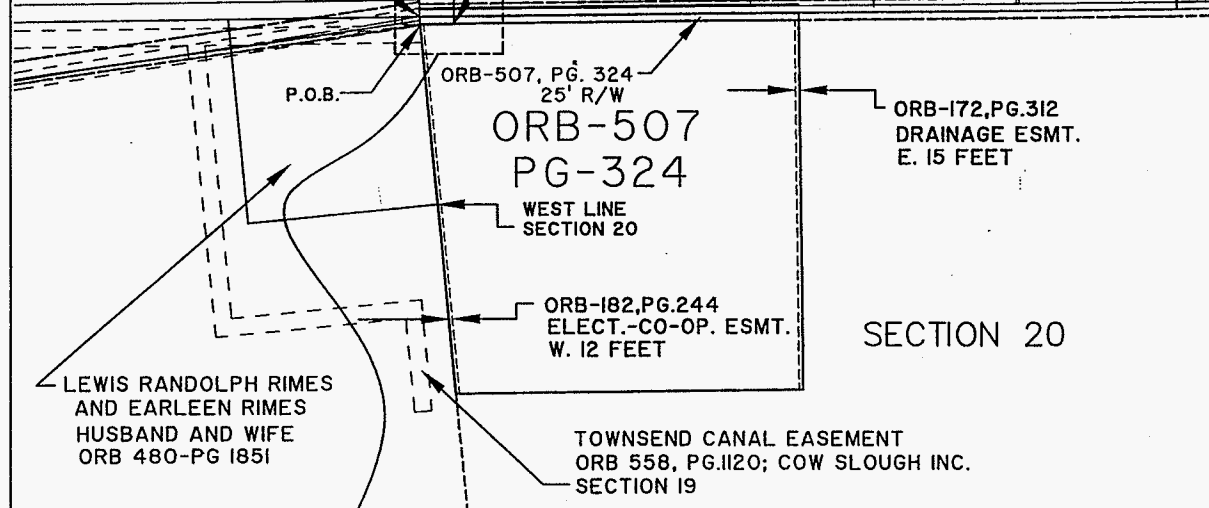 P.O.B.
ORB-507, PG. 324
25' R/W
ORB-507
PG-324
ORB-172,PG.312
DRAINAGE ESMT.
E. 15 FEET
WEST LINE
SECTION 20
ORB-182,PG.244
ELECT.-CO-OP. ESMT.
W. 12 FEET
SECTION 20
LEWIS RANDOLPH RIMES
AND EARLEEN RIMES
HUSBAND AND WIFE
ORB 480-PG 1851
TOWNSEND CANAL EASEMENT
ORB 558, PG.1120; COW SLOUGH INC.
SECTION 19